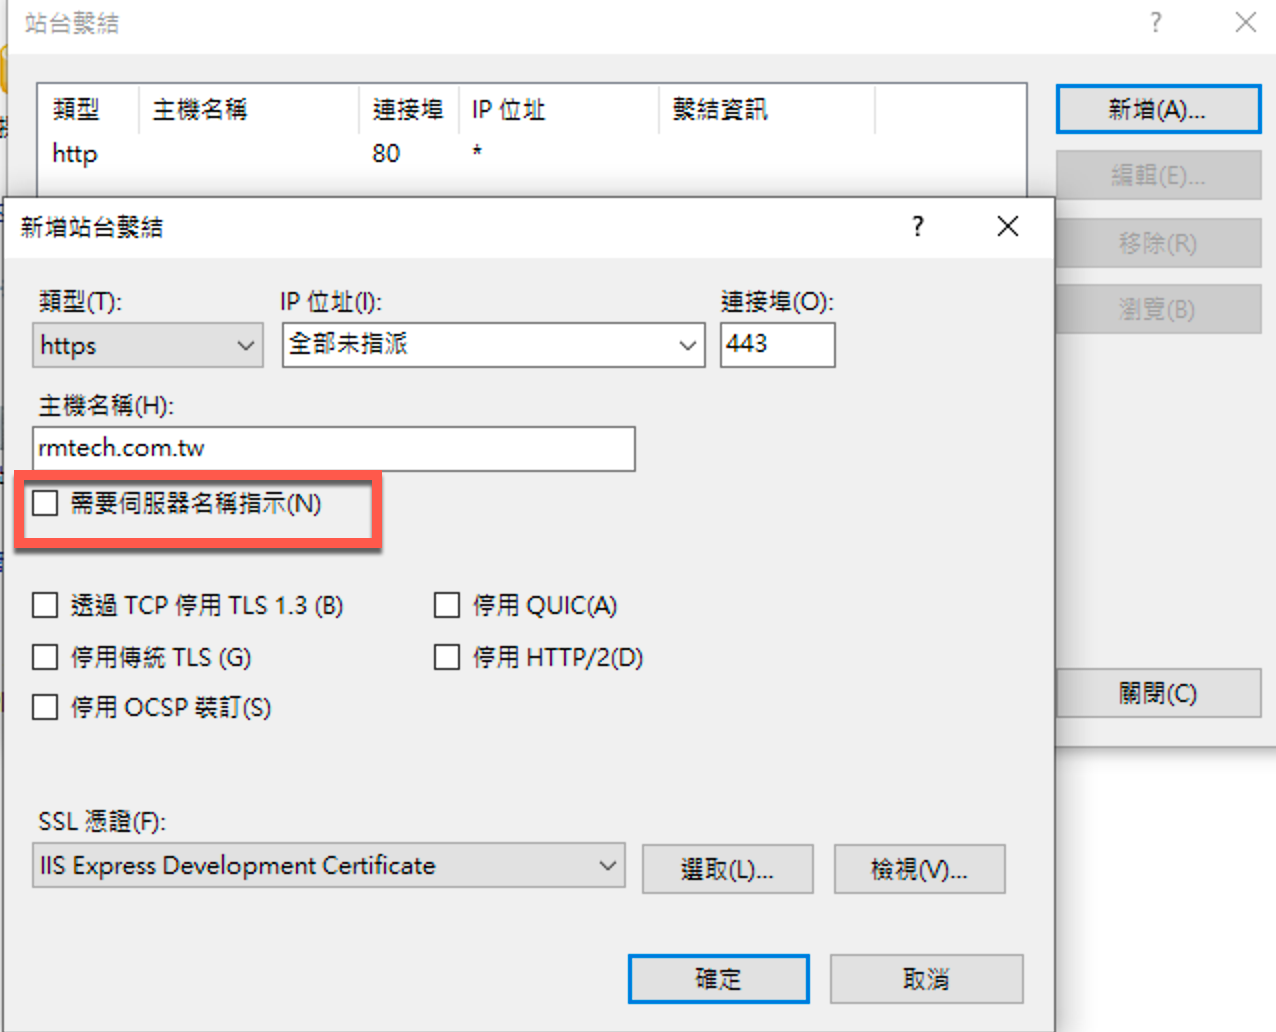 站台繫結
類型 主機名稱 連接埠 IP 位址 繫結資訊
http 80 *
新增(A)...
編輯(E)...
移除(R)
瀏覽(B)
關閉(C)
新增站台繫結
類型(T): IP 位址(I): 連接埠(O):
https 全部未指派 443
主機名稱(H):
rmtech.com.tw
需要伺服器名稱指示(N)
透過 TCP 停用 TLS 1.3 (B) 停用 QUIC(A)
停用傳統 TLS (G) 停用 HTTP/2(D)
停用 OCSP 裝訂(S)
SSL 憑證(F):
IIS Express Development Certificate 選取(L)... 檢視(V)...
確定 取消